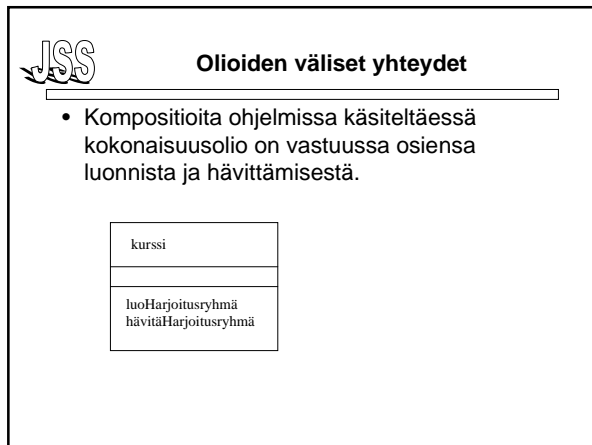 JSS
Olioiden väliset yhteydet
• Kompositioita ohjelmissa käsiteltäessä
kokonaisuusolio on vastuussa osiensa
luonnista ja hävittämisestä.
kurssi
luoHarjoitusryhmä
hävitäHarjoitusryhmä